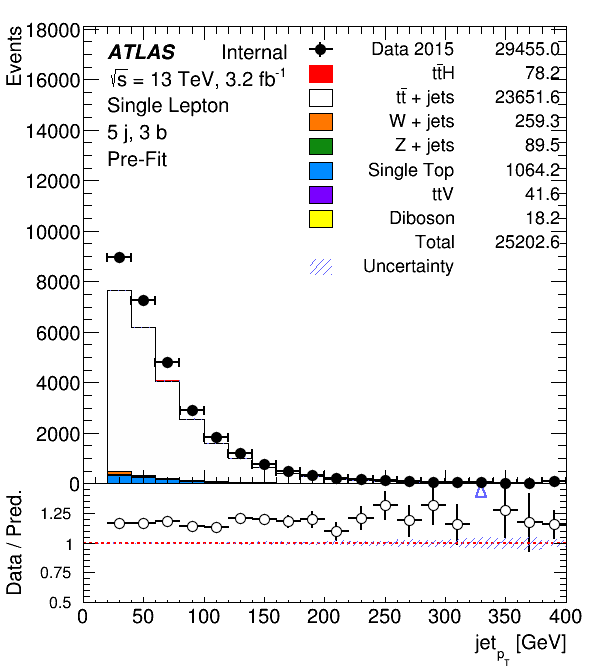 Events
18000
16000
14000
12000
10000
8000
6000
4000
2000
0
ATLAS Internal
√s = 13 TeV, 3.2 fb⁻¹
Single Lepton
5 j, 3 b
Pre-Fit
Data 2015 29455.0
tt̄H 78.2
tt̄ + jets 23651.6
W + jets 259.3
Z + jets 89.5
Single Top 1064.2
ttV 41.6
Diboson 18.2
Total 25202.6
Uncertainty
Data / Pred.
1.25
1
0.75
0.5
0 50 100 150 200 250 300 350 400
jet_pT [GeV]